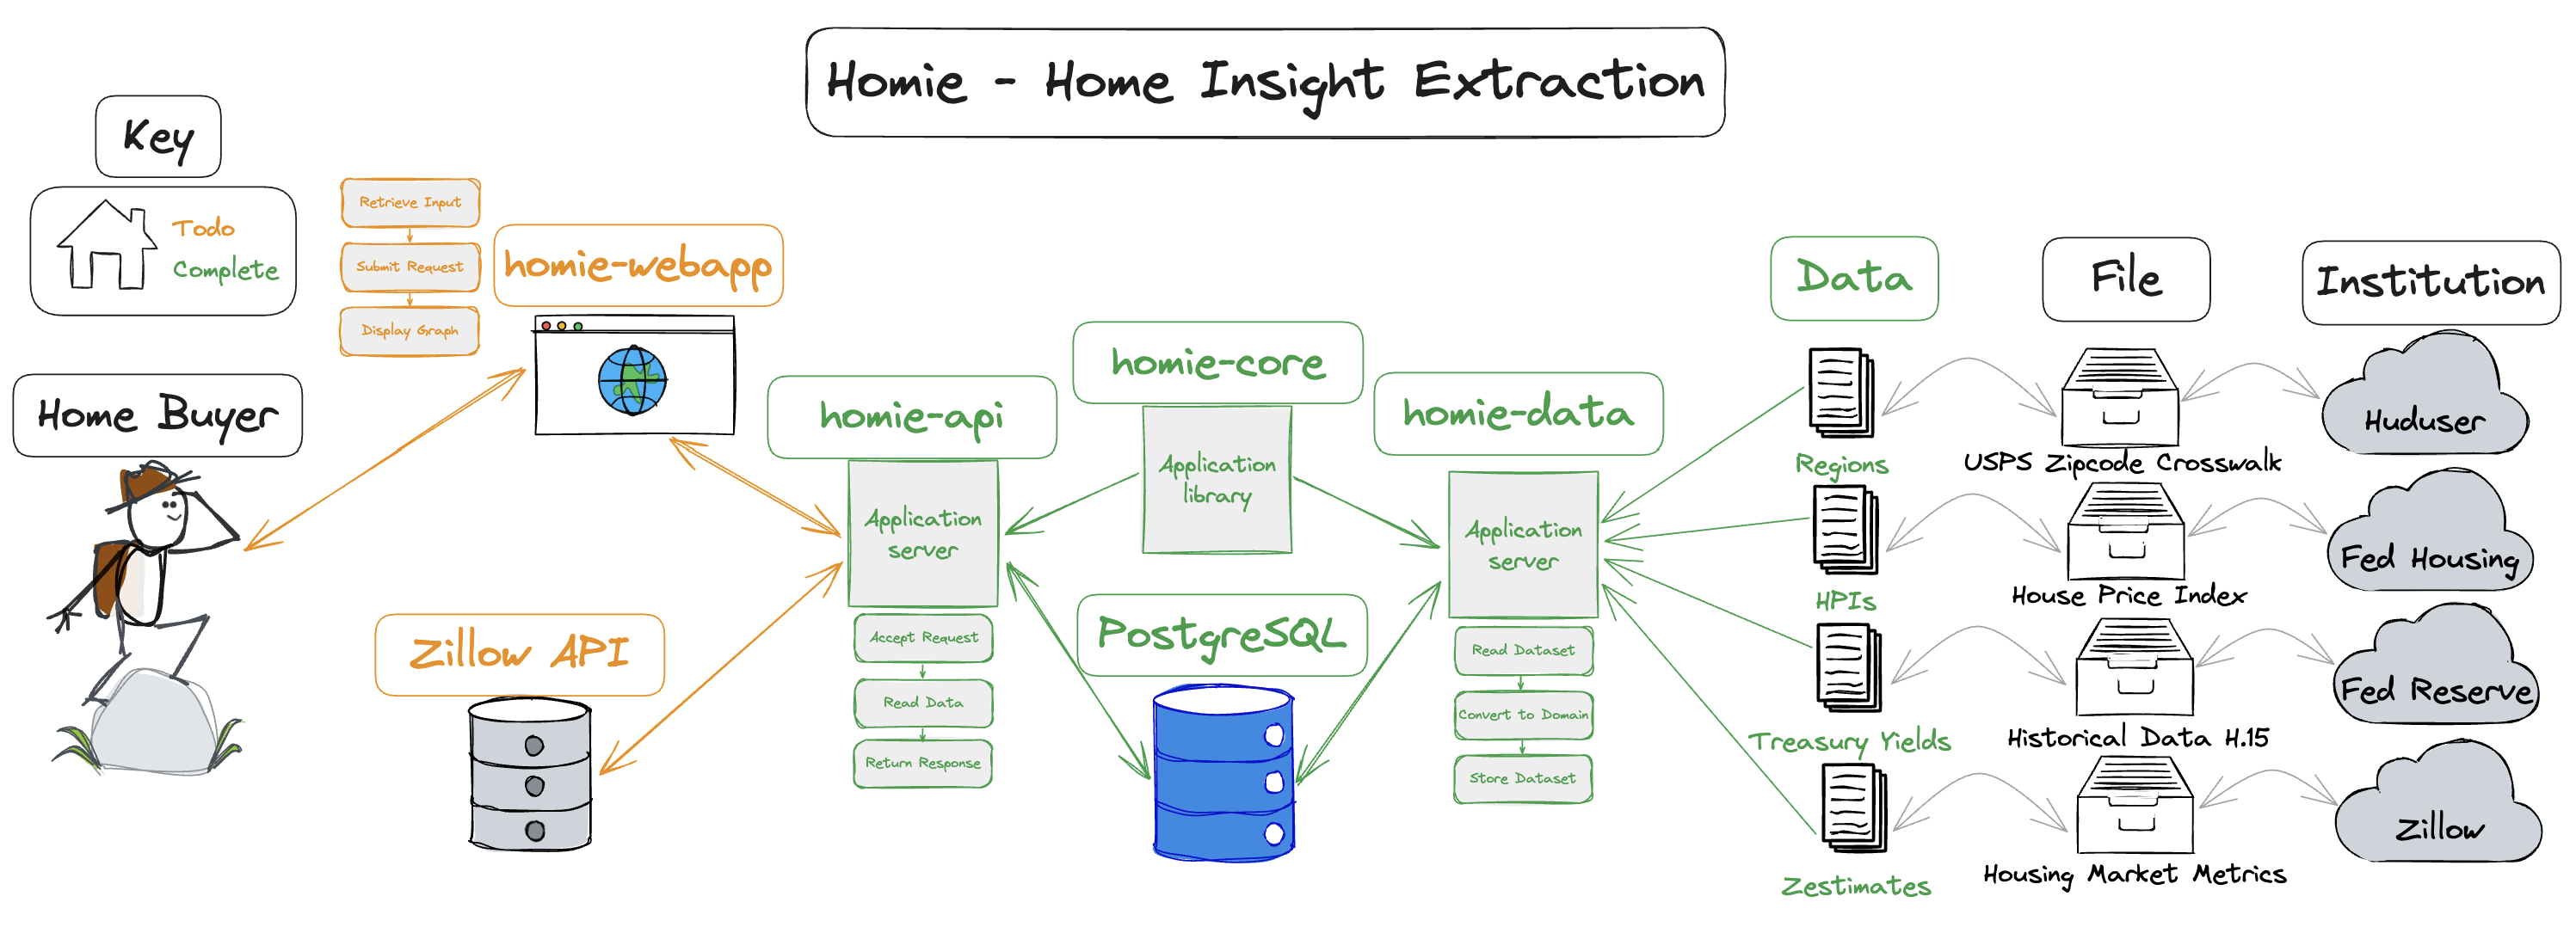 Homie - Home Insight Extraction
Key
Todo
Complete
Retrieve Input
Submit Request
Display Graph
homie-webapp
Home Buyer
Zillow API
homie-api
Application
server
Accept Request
Read Data
Return Response
homie-core
Application
library
PostgreSQL
homie-data
Application
server
Read Dataset
Convert to Domain
Store Dataset
Data
File
Institution
Regions
USPS Zipcode Crosswalk
Huduser
HPIs
House Price Index
Fed Housing
Treasury Yields
Historical Data H.15
Fed Reserve
Zestimates
Housing Market Metrics
Zillow